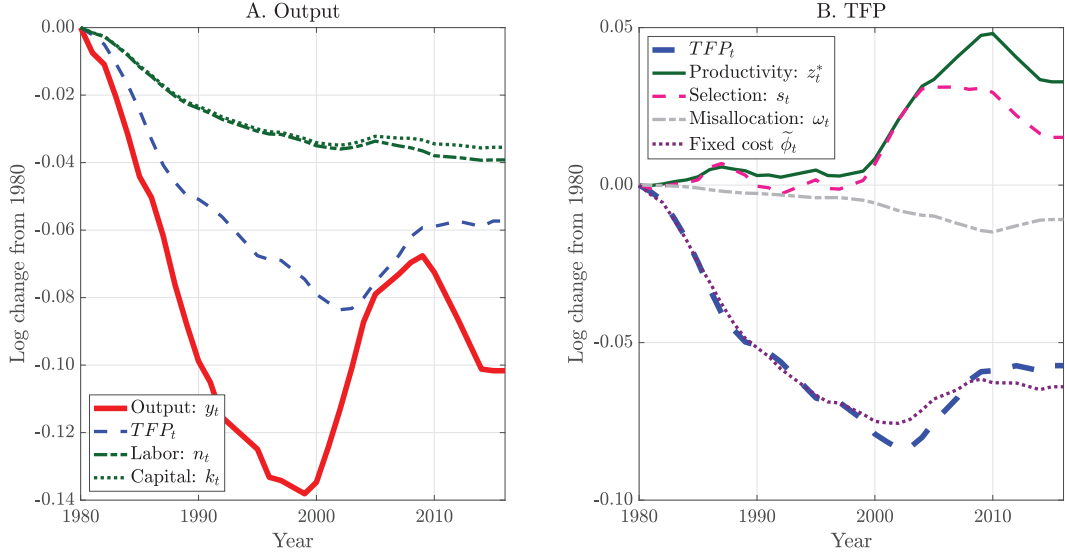 A. Output
0.00
-0.02
-0.04
-0.06
-0.08
-0.10
-0.12
-0.14
Log change from 1980
Output: y_t
TFP_t
Labor: n_t
Capital: k_t
1980
1990
2000
2010
Year
B. TFP
0.05
0.00
-0.05
-0.10
Log change from 1980
TFP_t
Productivity: z_t^*
Selection: s_t
Misallocation: ω_t
Fixed cost φ̃_t
1980
1990
2000
2010
Year